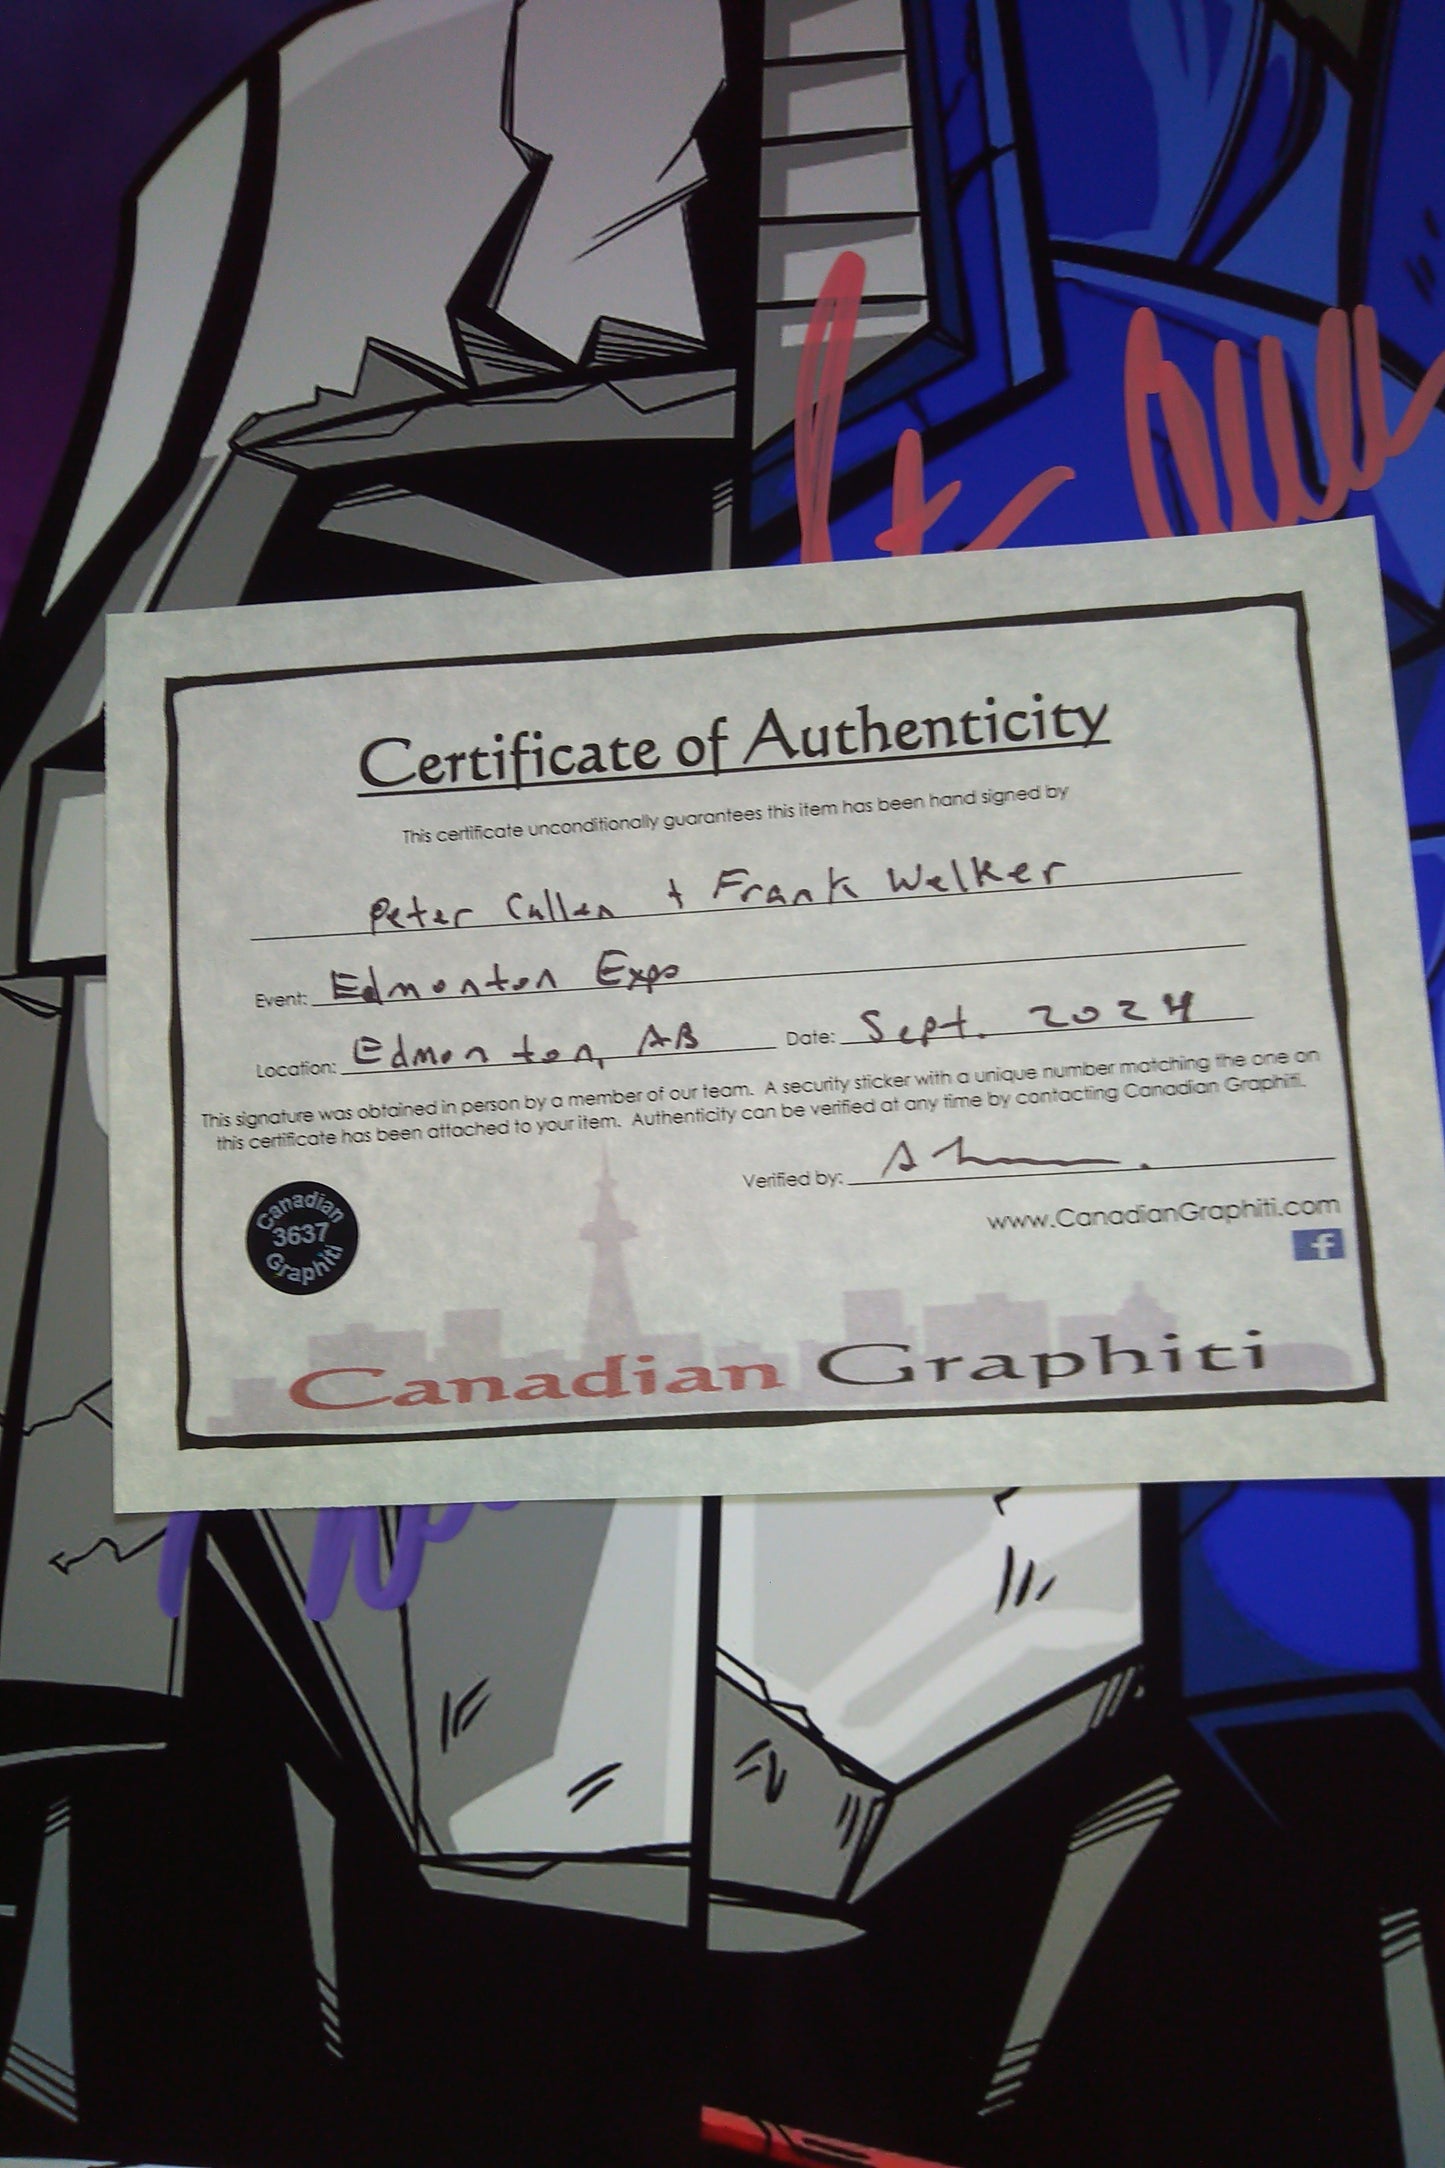 Certificate of Authenticity
This certificate unconditionally guarantees this item has been hand signed by
Peter Cullen + Frank Welker
Event: Edmonton Expo
Location: Edmonton, AB Date: Sept. 2024
This signature was obtained in person by a member of our team. A security sticker with a unique number matching the one on
this certificate has been attached to your item. Authenticity can be verified at any time by contacting Canadian Graphiti.
Verified by:
www.CanadianGraphiti.com
f
Canadian
3637
Graphiti
Canadian Graphiti